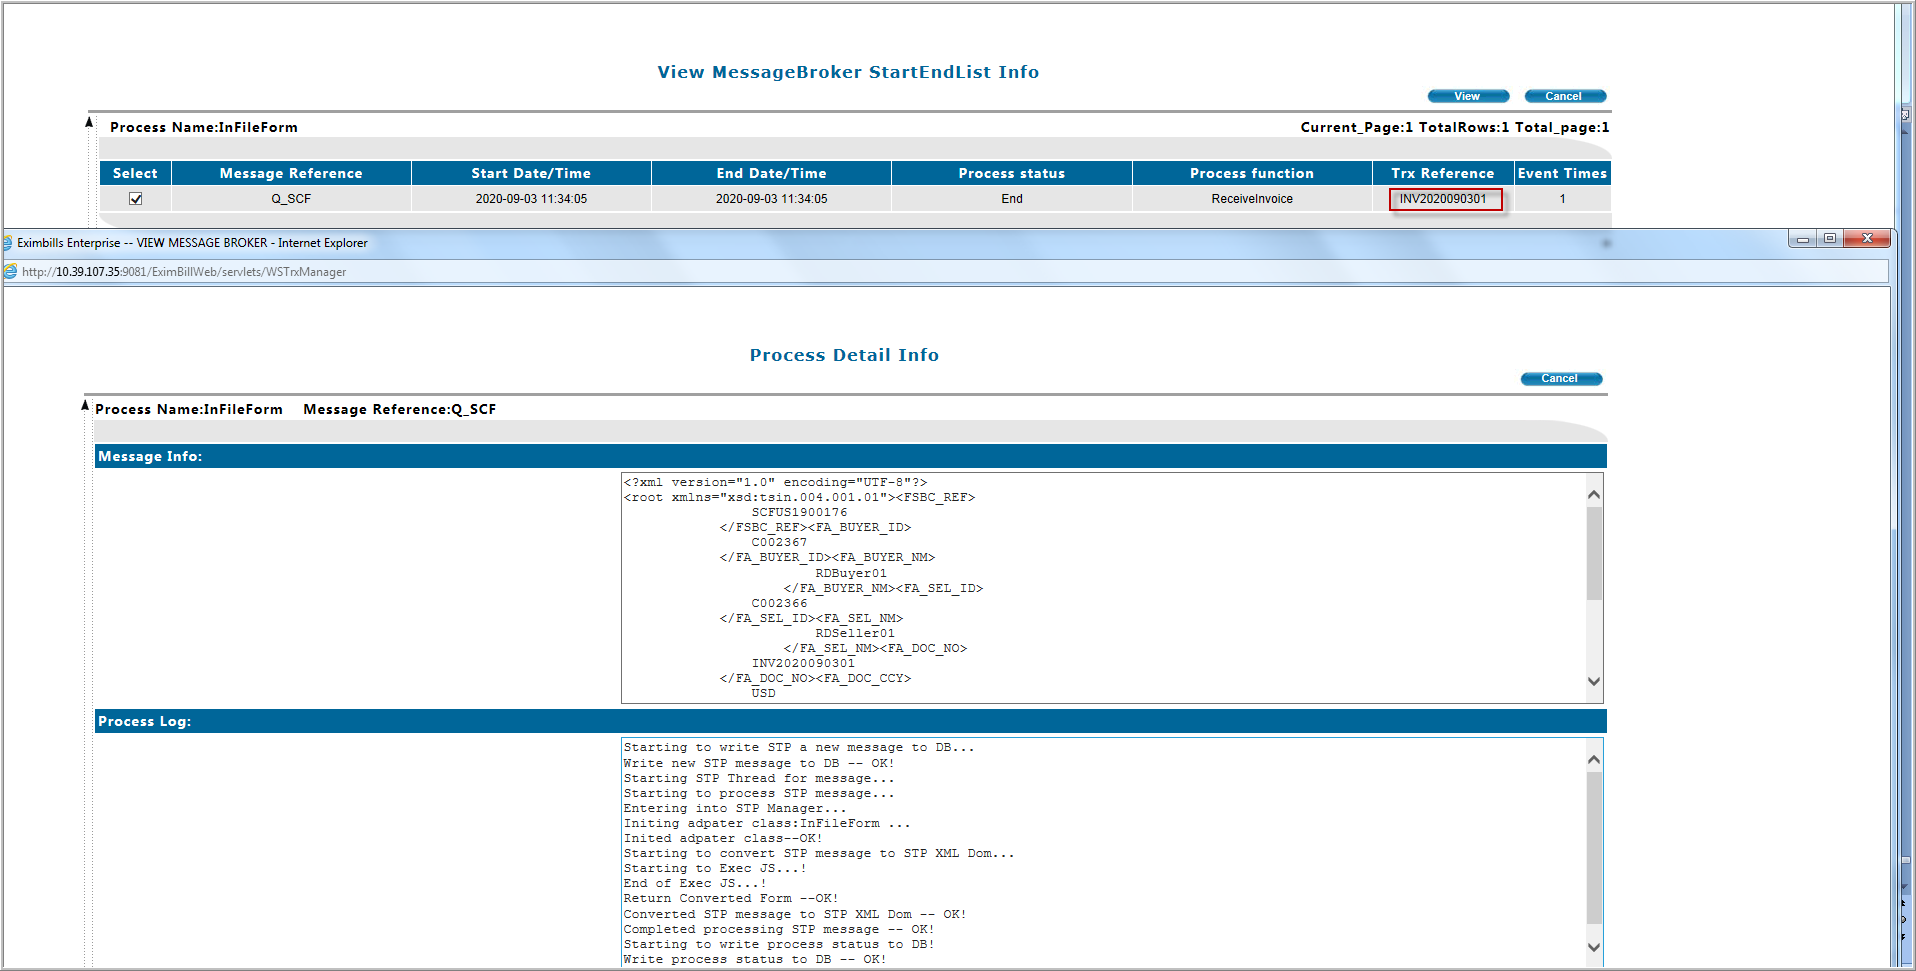 View MessageBroker StartEndList Info
View Cancel
Process Name:InFileForm Current_Page:1 TotalRows:1 Total_page:1
Select Message Reference Start Date/Time End Date/Time Process status Process function Trx Reference Event Times
Q_SCF 2020-09-03 11:34:05 2020-09-03 11:34:05 End ReceiveInvoice INV2020090301 1
Eximbills Enterprise -- VIEW MESSAGE BROKER - Internet Explorer
http://10.39.107.35:9081/EximBillWeb/servlets/WSTrxManager
Process Detail Info
Cancel
Process Name:InFileForm Message Reference:Q_SCF
Message Info:
<?xml version="1.0" encoding="UTF-8"?>
<root xmlns="xsd:tsin.004.001.01"><FSBC_REF>
SCFUS1900176
</FSBC_REF><FA_BUYER_ID>
C002367
</FA_BUYER_ID><FA_BUYER_NM>
RDBuyer01
</FA_BUYER_NM><FA_SEL_ID>
C002366
</FA_SEL_ID><FA_SEL_NM>
RDSeller01
</FA_SEL_NM><FA_DOC_NO>
INV2020090301
</FA_DOC_NO><FA_DOC_CCY>
USD
Process Log:
Starting to write STP a new message to DB...
Write new STP message to DB -- OK!
Starting STP Thread for message...
Starting to process STP message...
Entering into STP Manager...
Initing adpater class:InFileForm ...
Inited adpater class--OK!
Starting to convert STP message to STP XML Dom...
Starting to Exec JS...!
End of Exec JS...!
Return Converted Form --OK!
Converted STP message to STP XML Dom -- OK!
Completed processing STP message -- OK!
Starting to write process status to DB!
Write process status to DB -- OK!